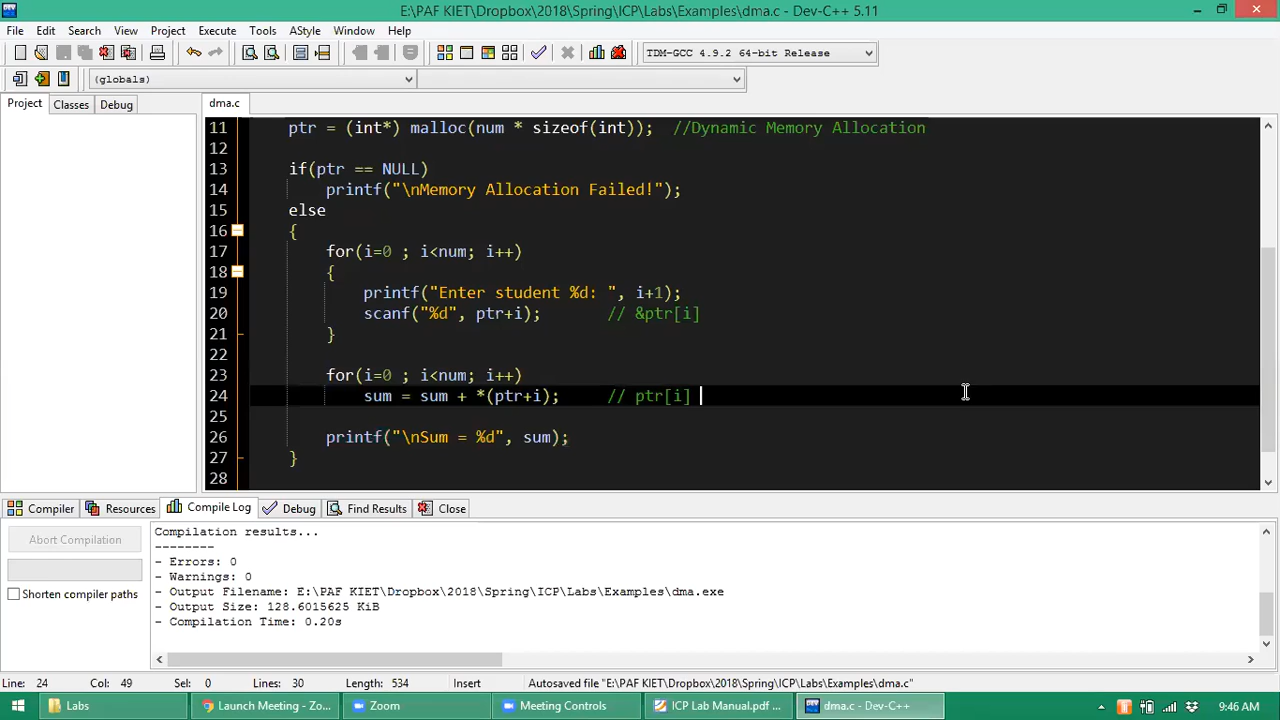 E:\PAF KIET\Dropbox\2018\Spring\ICP\Labs\Examples\dma.c - Dev-C++ 5.11
File Edit Search View Project Execute Tools AStyle Window Help
TDM-GCC 4.9.2 64-bit Release
(globals)
Project Classes Debug
dma.c
11 ptr = (int*) malloc(num * sizeof(int)); //Dynamic Memory Allocation
12
13 if(ptr == NULL)
14 printf("\nMemory Allocation Failed!");
15 else
16 {
17 for(i=0 ; i<num; i++)
18 {
19 printf("Enter student %d: ", i+1);
20 scanf("%d", ptr+i); // &ptr[i]
21 }
22
23 for(i=0 ; i<num; i++)
24 sum = sum + *(ptr+i); // ptr[i]
25
26 printf("\nSum = %d", sum);
27 }
28
Compiler Resources Compile Log Debug Find Results Close
Abort Compilation
Shorten compiler paths
Compilation results...
--------
- Errors: 0
- Warnings: 0
- Output Filename: E:\PAF KIET\Dropbox\2018\Spring\ICP\Labs\Examples\dma.exe
- Output Size: 128.6015625 KiB
- Compilation Time: 0.20s
Line: 24 Col: 49 Sel: 0 Lines: 30 Length: 534 Insert Autosaved file "E:\PAF KIET\Dropbox\2018\Spring\ICP\Labs\Examples\dma.c"
Labs Launch Meeting - Zo... Zoom Meeting Controls ICP Lab Manual.pdf ... dma.c - Dev-C++ 9:46 AM